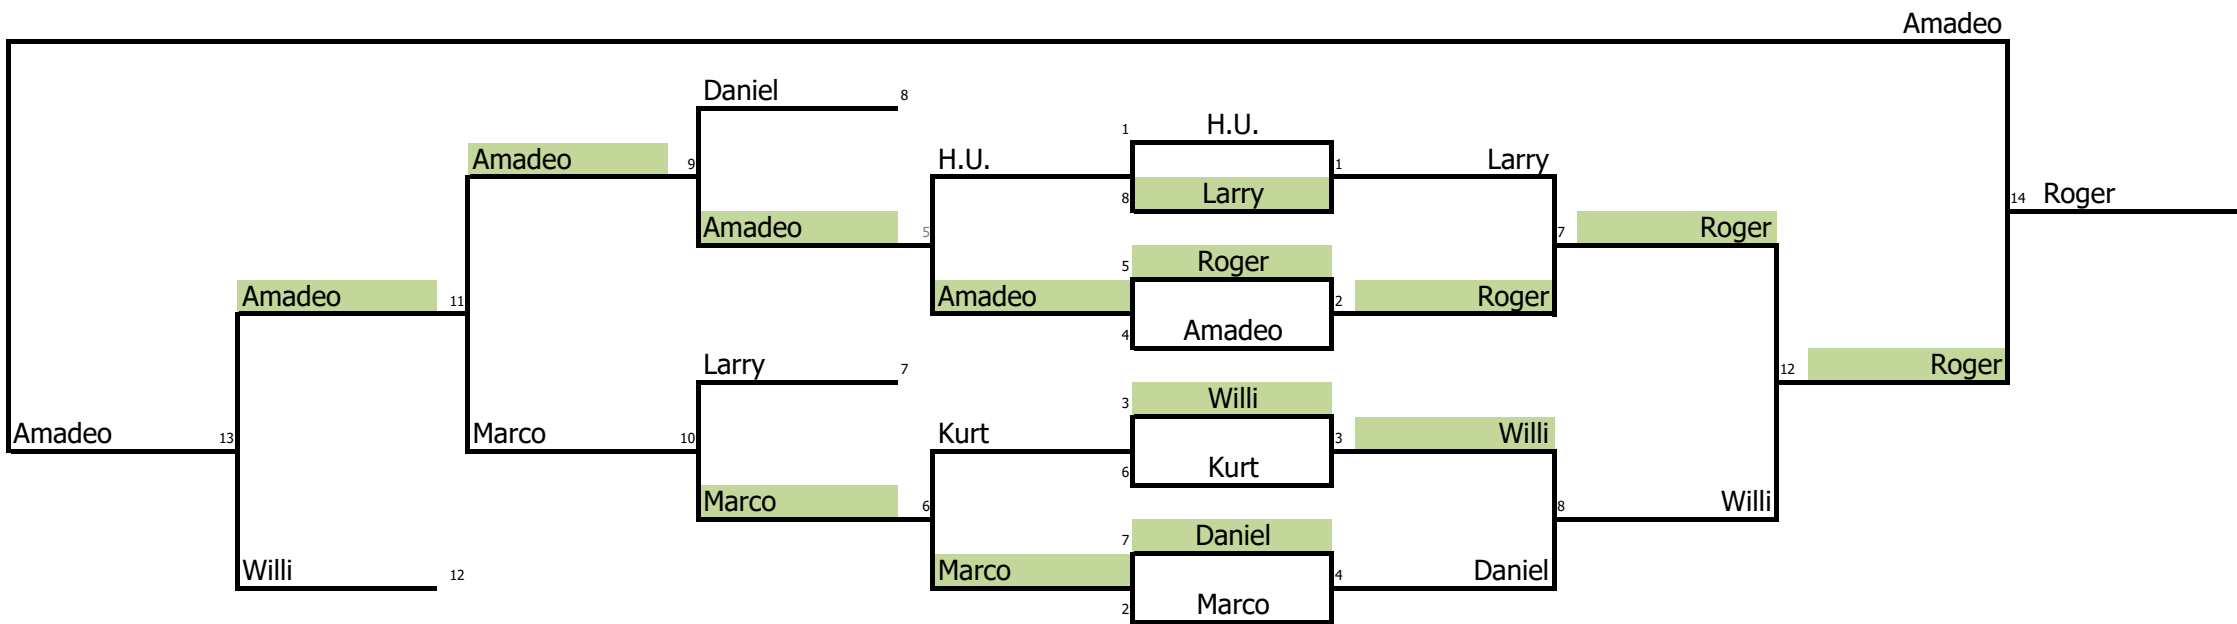 Amadeo
Daniel 8
1 H.U.
Amadeo 9 H.U. 1 Larry
8 Larry
14 Roger
Amadeo 5 7 Roger
5 Roger
Amadeo 11 Amadeo 2 Roger
4 Amadeo
Larry 7 12 Roger
3 Willi
Amadeo 13 Marco 10 Kurt 3 Willi
6 Kurt
Marco 6 8 Willi
7 Daniel
Willi 12 Marco 4 Daniel
2 Marco